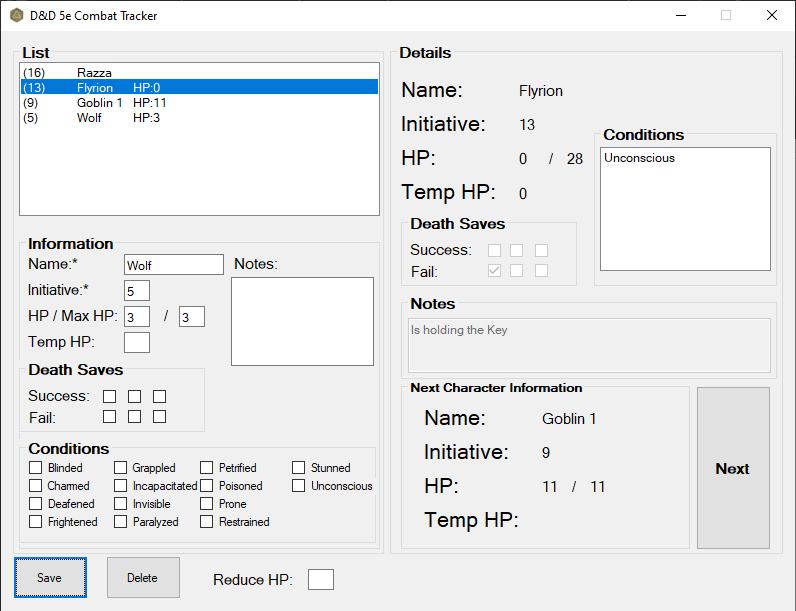 D&D 5e Combat Tracker
List
(16) Razza
(13) Flyrion HP:0
(9) Goblin 1 HP:11
(5) Wolf HP:3
Information
Name:* Wolf Notes:
Initiative:* 5
HP / Max HP: 3 / 3
Temp HP:
Death Saves
Success:
Fail:
Conditions
Blinded Grappled Petrified Stunned
Charmed Incapacitated Poisoned Unconscious
Deafened Invisible Prone
Frightened Paralyzed Restrained
Save Delete Reduce HP:
Details
Name: Flyrion
Initiative: 13
HP: 0 / 28
Temp HP: 0
Conditions
Unconscious
Death Saves
Success:
Fail:
Notes
Is holding the Key
Next Character Information
Name: Goblin 1
Initiative: 9
HP: 11 / 11
Temp HP:
Next